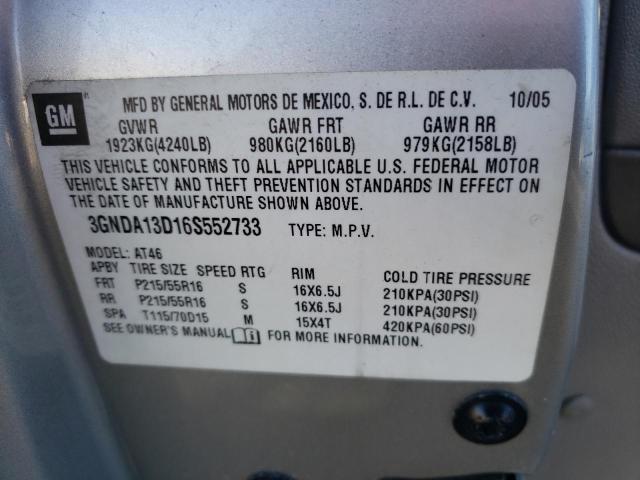 GM
MFD BY GENERAL MOTORS DE MEXICO, S. DE R.L. DE C.V. 10/05
GVWR GAWR FRT GAWR RR
1923KG(4240LB) 980KG(2160LB) 979KG(2158LB)
THIS VEHICLE CONFORMS TO ALL APPLICABLE U.S. FEDERAL MOTOR
VEHICLE SAFETY AND THEFT PREVENTION STANDARDS IN EFFECT ON
THE DATE OF MANUFACTURE SHOWN ABOVE.
3GNDA13D16S552733 TYPE: M.P.V.
MODEL: AT46
APBY TIRE SIZE SPEED RTG RIM COLD TIRE PRESSURE
FRT P215/55R16 S 16X6.5J 210KPA(30PSI)
RR P215/55R16 S 16X6.5J 210KPA(30PSI)
SPA T115/70D15 M 15X4T 420KPA(60PSI)
SEE OWNER'S MANUAL FOR MORE INFORMATION.